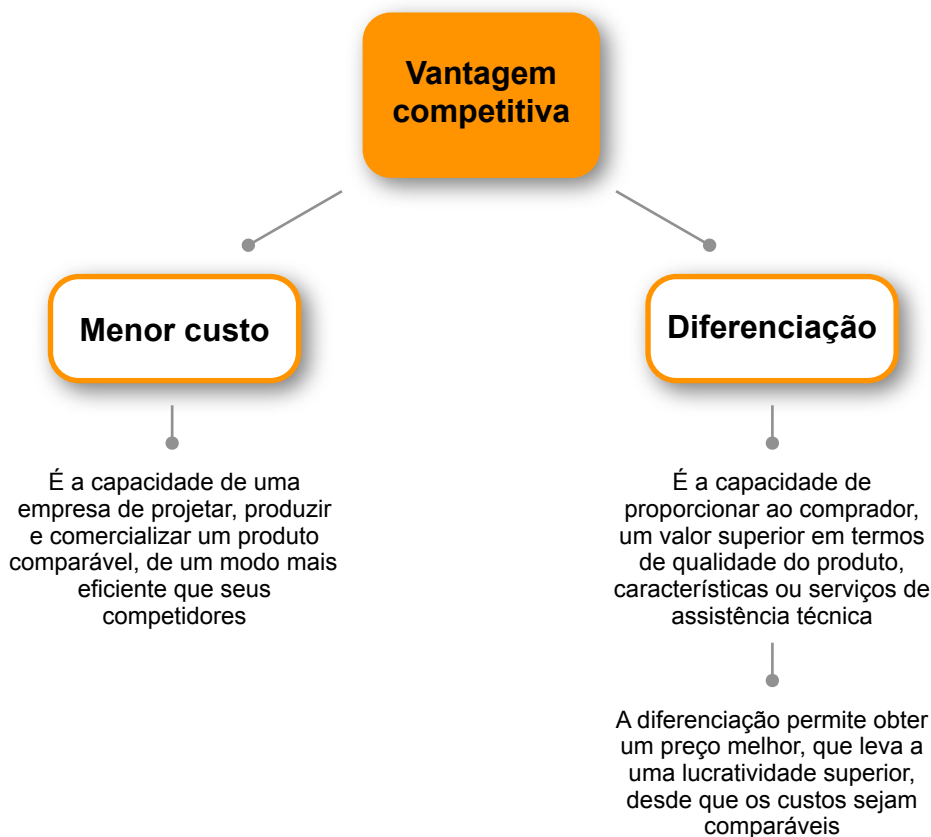 Vantagem
competitiva
Menor custo
Diferenciação
É a capacidade de uma
empresa de projetar, produzir
e comercializar um produto
comparável, de um modo mais
eficiente que seus
competidores
É a capacidade de
proporcionar ao comprador,
um valor superior em termos
de qualidade do produto,
características ou serviços de
assistência técnica
A diferenciação permite obter
um preço melhor, que leva a
uma lucratividade superior,
desde que os custos sejam
comparáveis